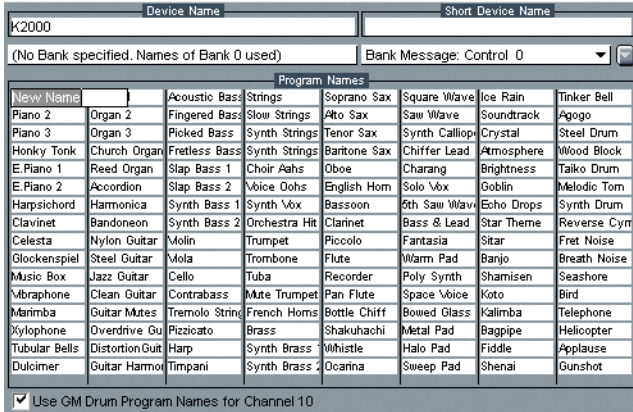 Device Name
Short Device Name
K2000
(No Bank specified. Names of Bank 0 used)
Bank Message: Control 0
Program Names
New Name Acoustic Bass Strings Soprano Sax Square Wave Ice Rain Tinker Bell
Piano 2 Organ 2 Fingered Bass Slow Strings Alto Sax Saw Wave Soundtrack Agogo
Piano 3 Organ 3 Picked Bass Synth Strings Tenor Sax Synth Calliop Crystal Steel Drum
Honky Tonk Church Organ Fretless Bass Synth Strings Baritone Sax Chiffer Lead Atmosphere Wood Block
E.Piano 1 Reed Organ Slap Bass 1 Choir Aahs Oboe Charang Brightness Taiko Drum
E.Piano 2 Accordion Slap Bass 2 Voice Oohs English Horn Solo Vox Goblin Melodic Tom
Harpsichord Harmonica Synth Bass 1 Synth Vox Bassoon 5th Saw Wave Echo Drops Synth Drum
Clavinet Bandoneon Synth Bass 2 Orchestra Hit Clarinet Bass & Lead Star Theme Reverse Cym
Celesta Nylon Guitar Violin Trumpet Piccolo Fantasia Sitar Fret Noise
Glockenspiel Steel Guitar Viola Trombone Flute Warm Pad Banjo Breath Noise
Music Box Jazz Guitar Cello Tuba Recorder Poly Synth Shamisen Seashore
Vibraphone Clean Guitar Contrabass Mute Trumpet Pan Flute Space Voice Koto Bird
Marimba Guitar Mutes Tremolo String French Horns Bottle Chiff Bowed Glass Kalimba Telephone
Xylophone Overdrive Gu Pizzicato Brass Shakuhachi Metal Pad Bagpipe Helicopter
Tubular Bells Distortion Guit Harp Synth Brass 1 Whistle Halo Pad Fiddle Applause
Dulcimer Guitar Harmon Timpani Synth Brass 2 Ocarina Sweep Pad Shenai Gunshot
Use GM Drum Program Names for Channel 10